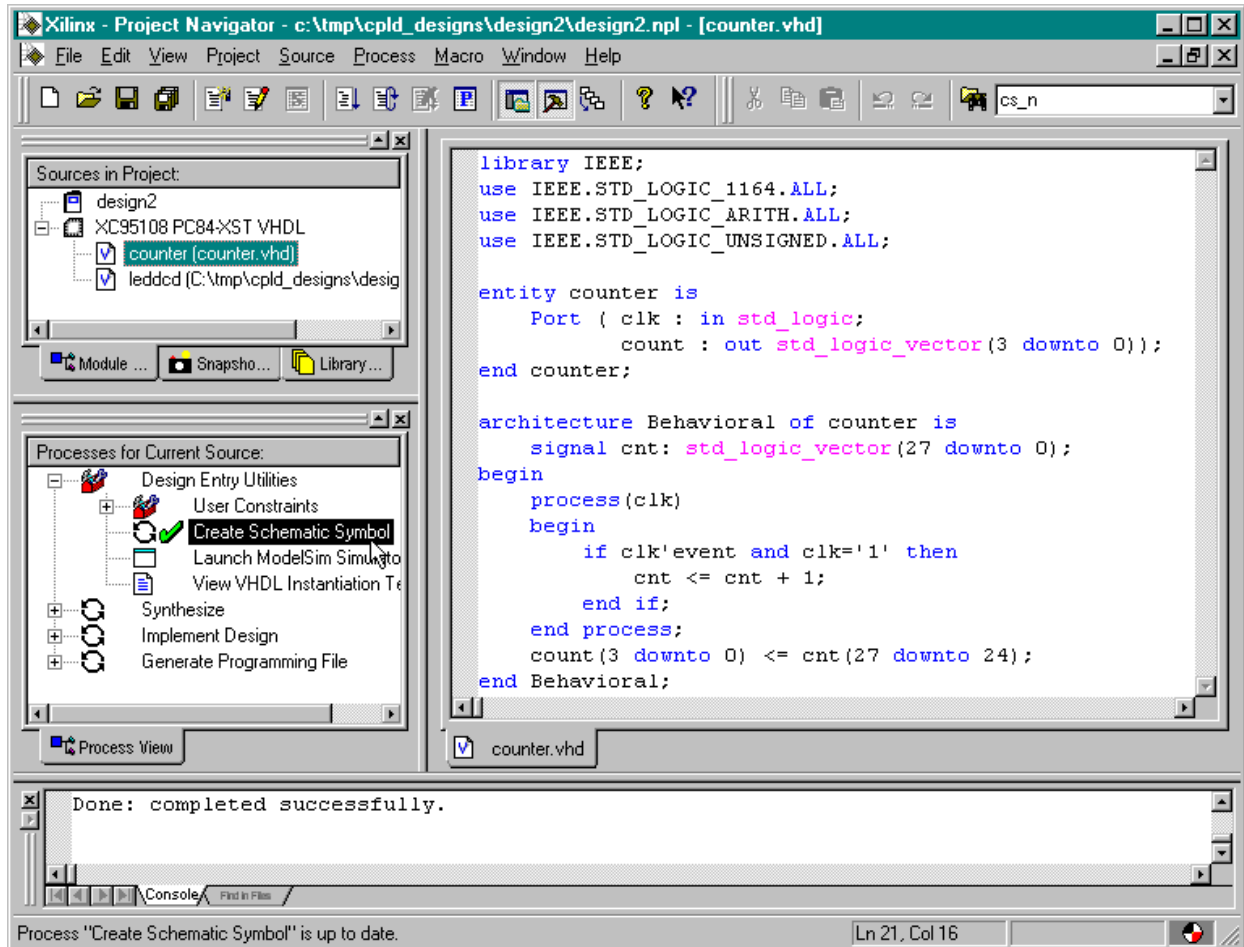 Xilinx - Project Navigator - c:\tmp\cpld_designs\design2\design2.npl - [counter.vhd]
File Edit View Project Source Process Macro Window Help
cs_n
Sources in Project:
design2
XC95108 PC84-XST VHDL
counter (counter.vhd)
leddcd (C:\tmp\cpld_designs\desig
Module ... Snapsho... Library...
Processes for Current Source:
Design Entry Utilities
User Constraints
Create Schematic Symbol
Launch ModelSim Simulato
View VHDL Instantiation Te
Synthesize
Implement Design
Generate Programming File
Process View
library IEEE;
use IEEE.STD_LOGIC_1164.ALL;
use IEEE.STD_LOGIC_ARITH.ALL;
use IEEE.STD_LOGIC_UNSIGNED.ALL;
entity counter is
Port ( clk : in std_logic;
count : out std_logic_vector(3 downto 0));
end counter;
architecture Behavioral of counter is
signal cnt: std_logic_vector(27 downto 0);
begin
process(clk)
begin
if clk'event and clk='1' then
cnt <= cnt + 1;
end if;
end process;
count(3 downto 0) <= cnt(27 downto 24);
end Behavioral;
counter.vhd
Done: completed successfully.
Console Find in Files
Process "Create Schematic Symbol" is up to date.
Ln 21, Col 16